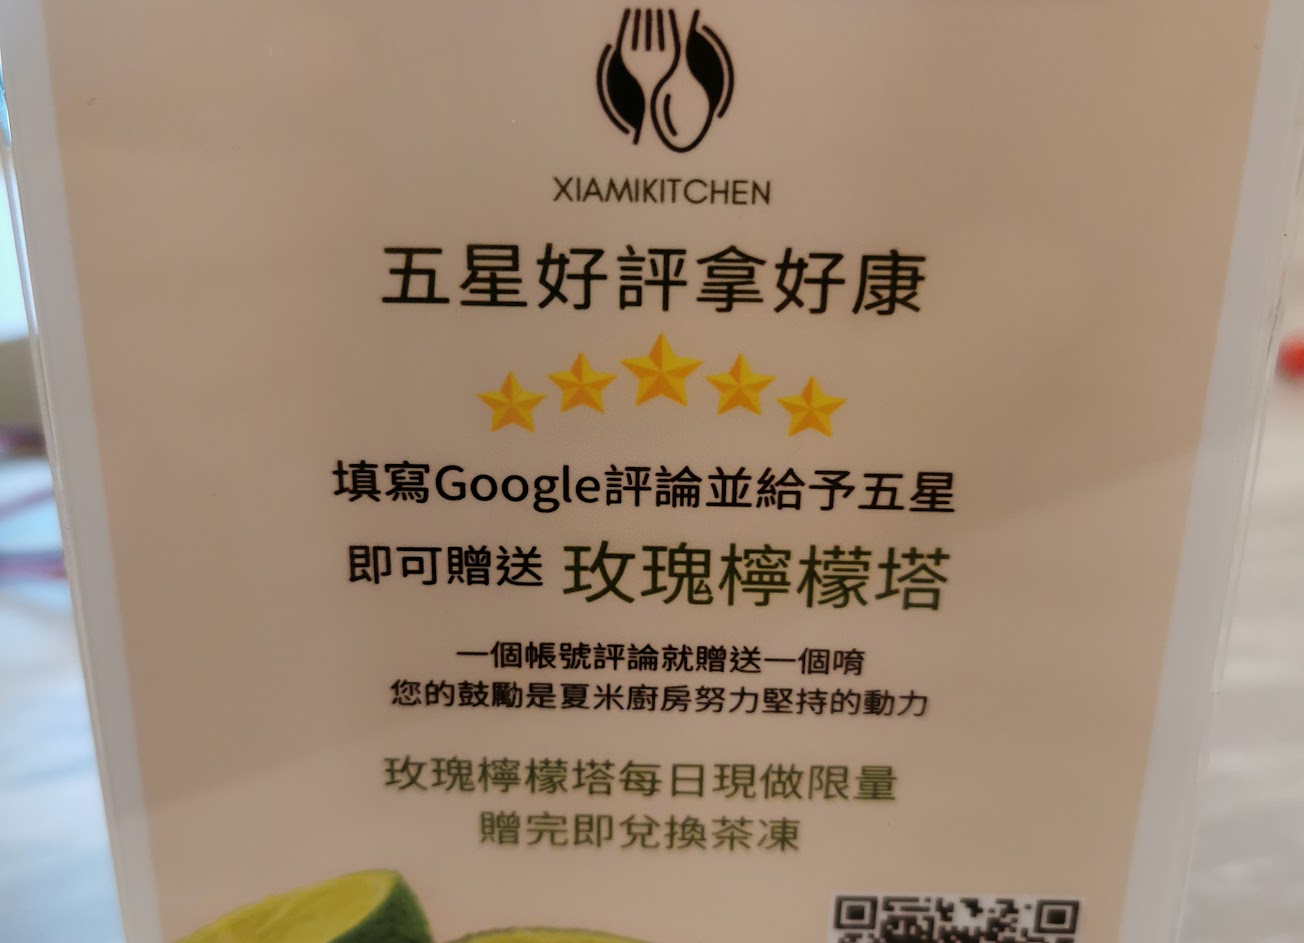 XIAMIKITCHEN
五星好評拿好康
填寫Google評論並給予五星
即可贈送 玫瑰檸檬塔
一個帳號評論就贈送一個唷
您的鼓勵是夏米廚房努力堅持的動力
玫瑰檸檬塔每日現做限量
贈完即兌換茶凍